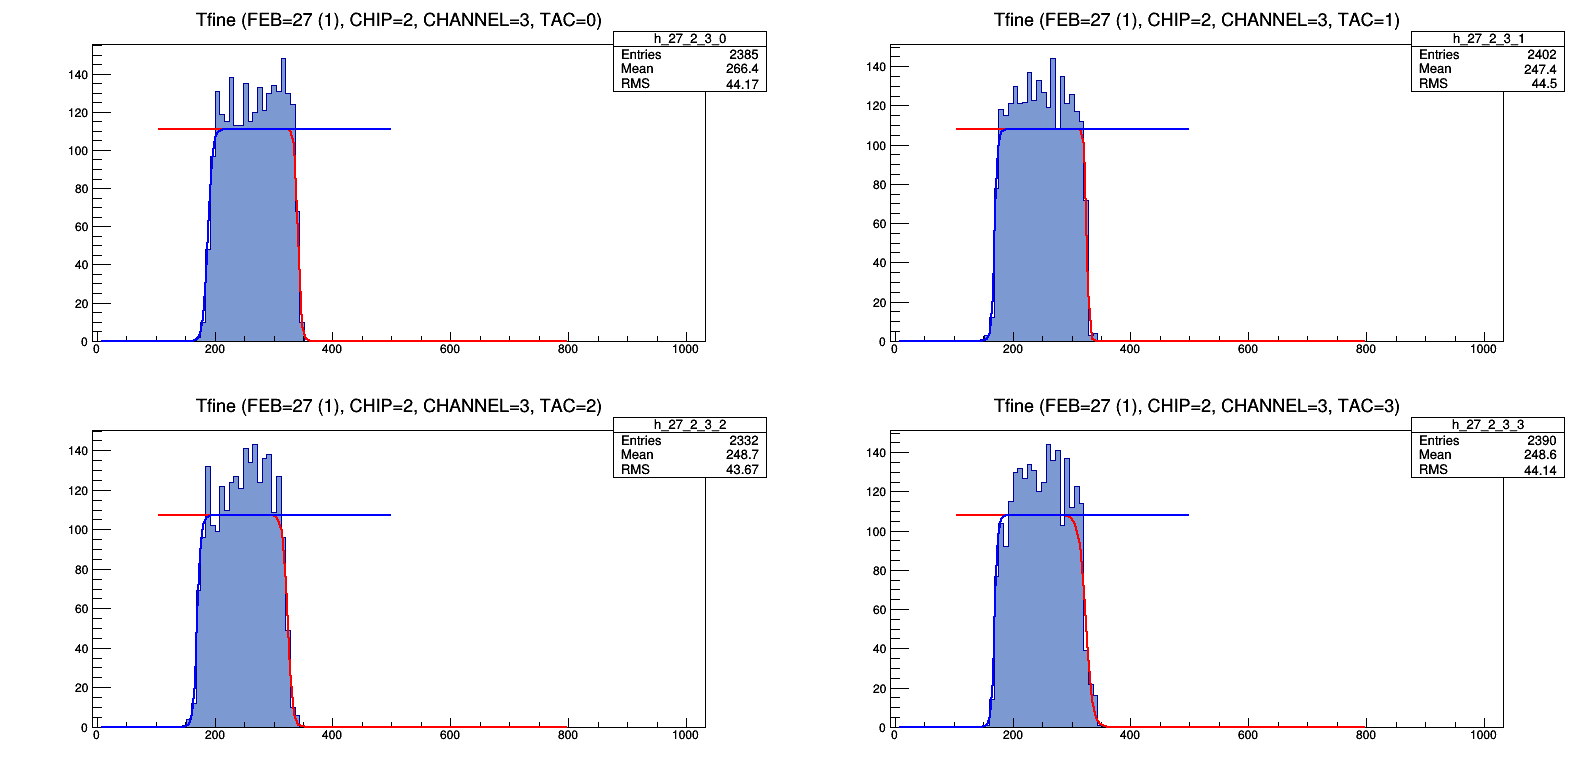 Tfine (FEB=27 (1), CHIP=2, CHANNEL=3, TAC=0)
h_27_2_3_0
Entries 2385
Mean 266.4
RMS 44.17
140
120
100
80
60
40
20
0
0 200 400 600 800 1000
Tfine (FEB=27 (1), CHIP=2, CHANNEL=3, TAC=1)
h_27_2_3_1
Entries 2402
Mean 247.4
RMS 44.5
140
120
100
80
60
40
20
0
0 200 400 600 800 1000
Tfine (FEB=27 (1), CHIP=2, CHANNEL=3, TAC=2)
h_27_2_3_2
Entries 2332
Mean 248.7
RMS 43.67
140
120
100
80
60
40
20
0
0 200 400 600 800 1000
Tfine (FEB=27 (1), CHIP=2, CHANNEL=3, TAC=3)
h_27_2_3_3
Entries 2390
Mean 248.6
RMS 44.14
140
120
100
80
60
40
20
0
0 200 400 600 800 1000